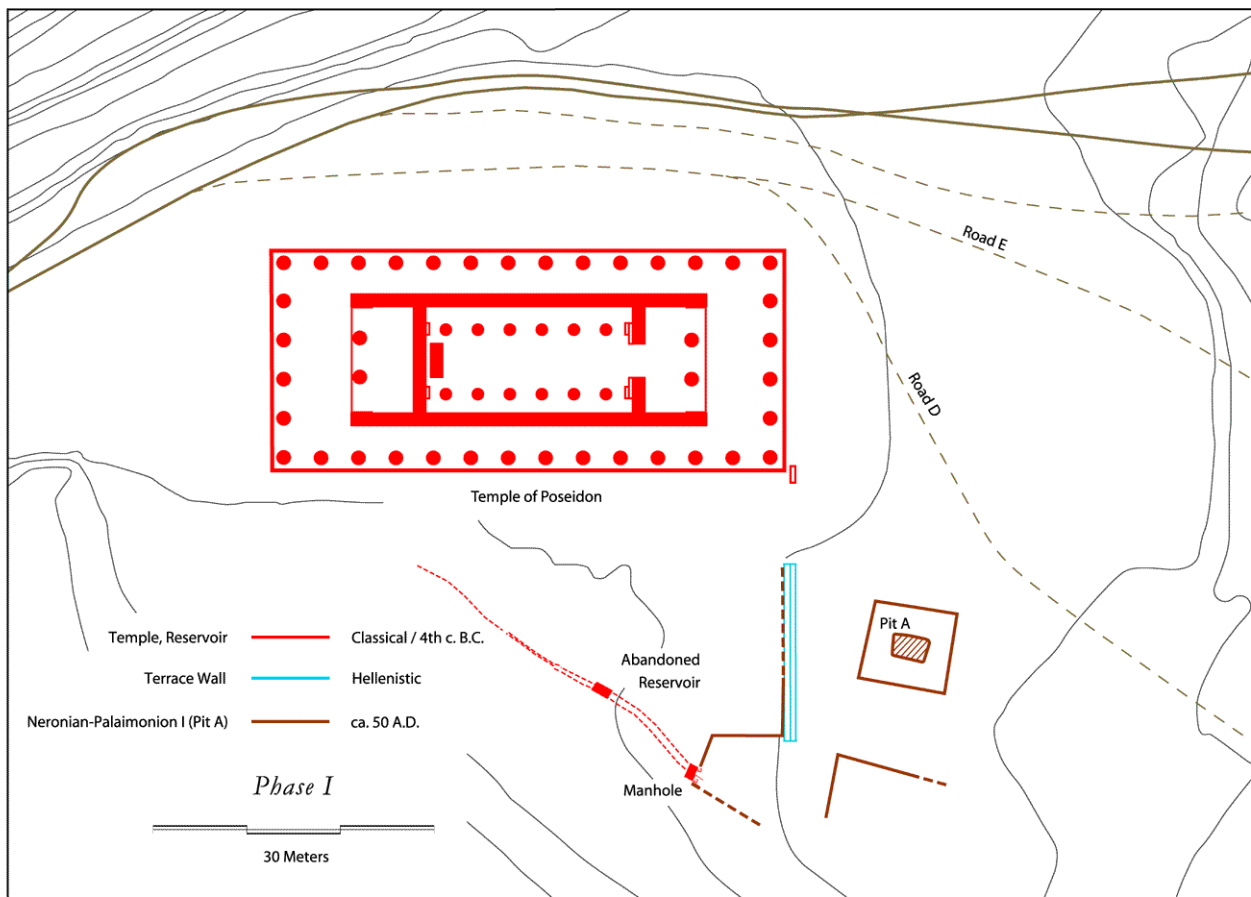 Road E
Road D
Temple of Poseidon
Pit A
Temple, Reservoir
Classical / 4th c. B.C.
Abandoned
Reservoir
Terrace Wall
Hellenistic
Neronian-Palaimonion I (Pit A)
ca. 50 A.D.
Phase I
Manhole
30 Meters